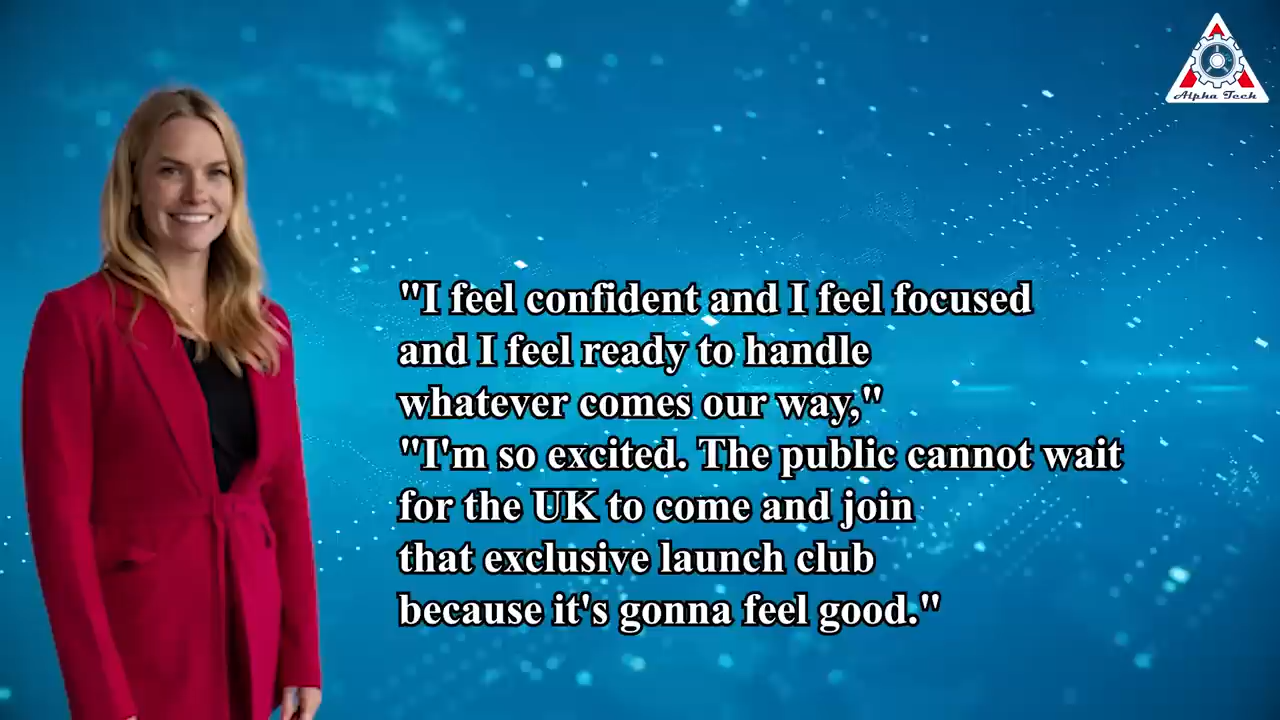 Alpha Tech
"I feel confident and I feel focused
and I feel ready to handle
whatever comes our way,"
"I'm so excited. The public cannot wait
for the UK to come and join
that exclusive launch club
because it's gonna feel good."